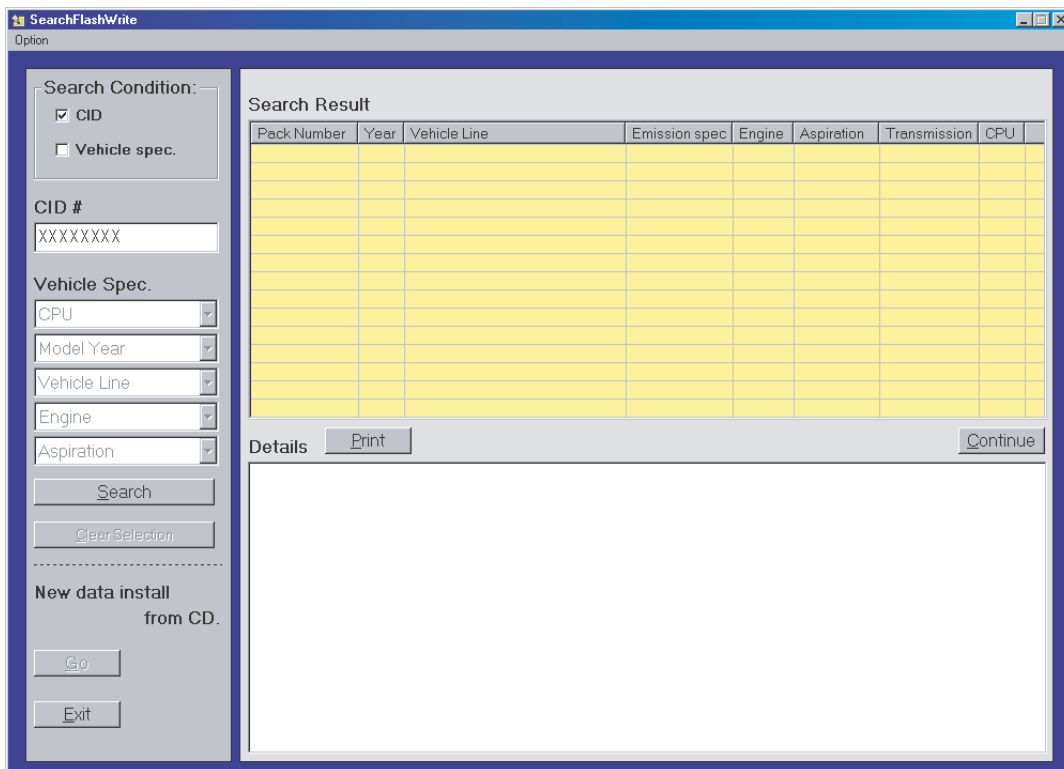 SearchFlashWrite
Option
Search Condition:
CID
Vehicle spec.
CID #
XXXXXXXX
Vehicle Spec.
CPU
Model Year
Vehicle Line
Engine
Aspiration
Search
Clear Selection
New data install
from CD.
Go
Exit
Search Result
Pack Number Year Vehicle Line Emission spec Engine Aspiration Transmission CPU
Details Print Continue